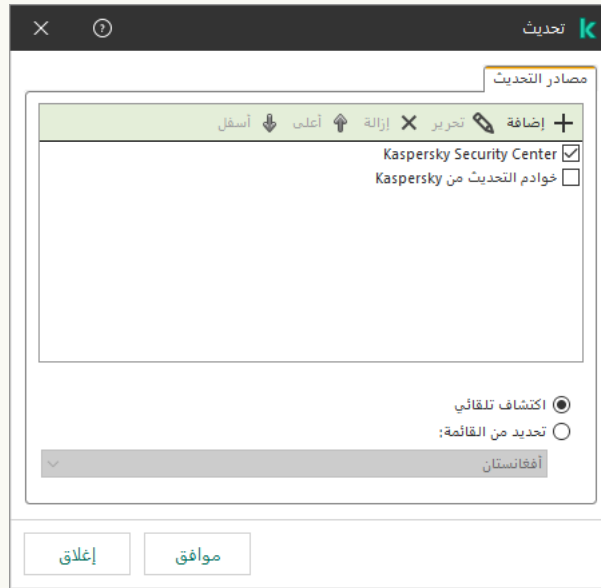 تحديث
مصادر التحديث
إضافة تحرير إزالة أعلى أسفل
Kaspersky Security Center
خوادم التحديث من Kaspersky
اكتشاف تلقائي
تحديد من القائمة:
أفغانستان
موافق إغلاق